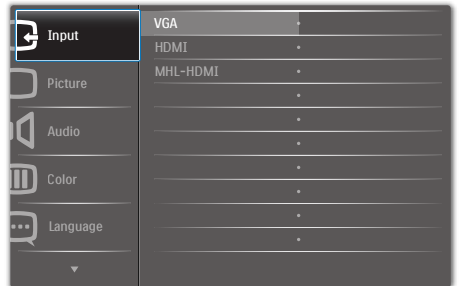 Input
Picture
Audio
Color
Language
VGA
HDMI
MHL-HDMI